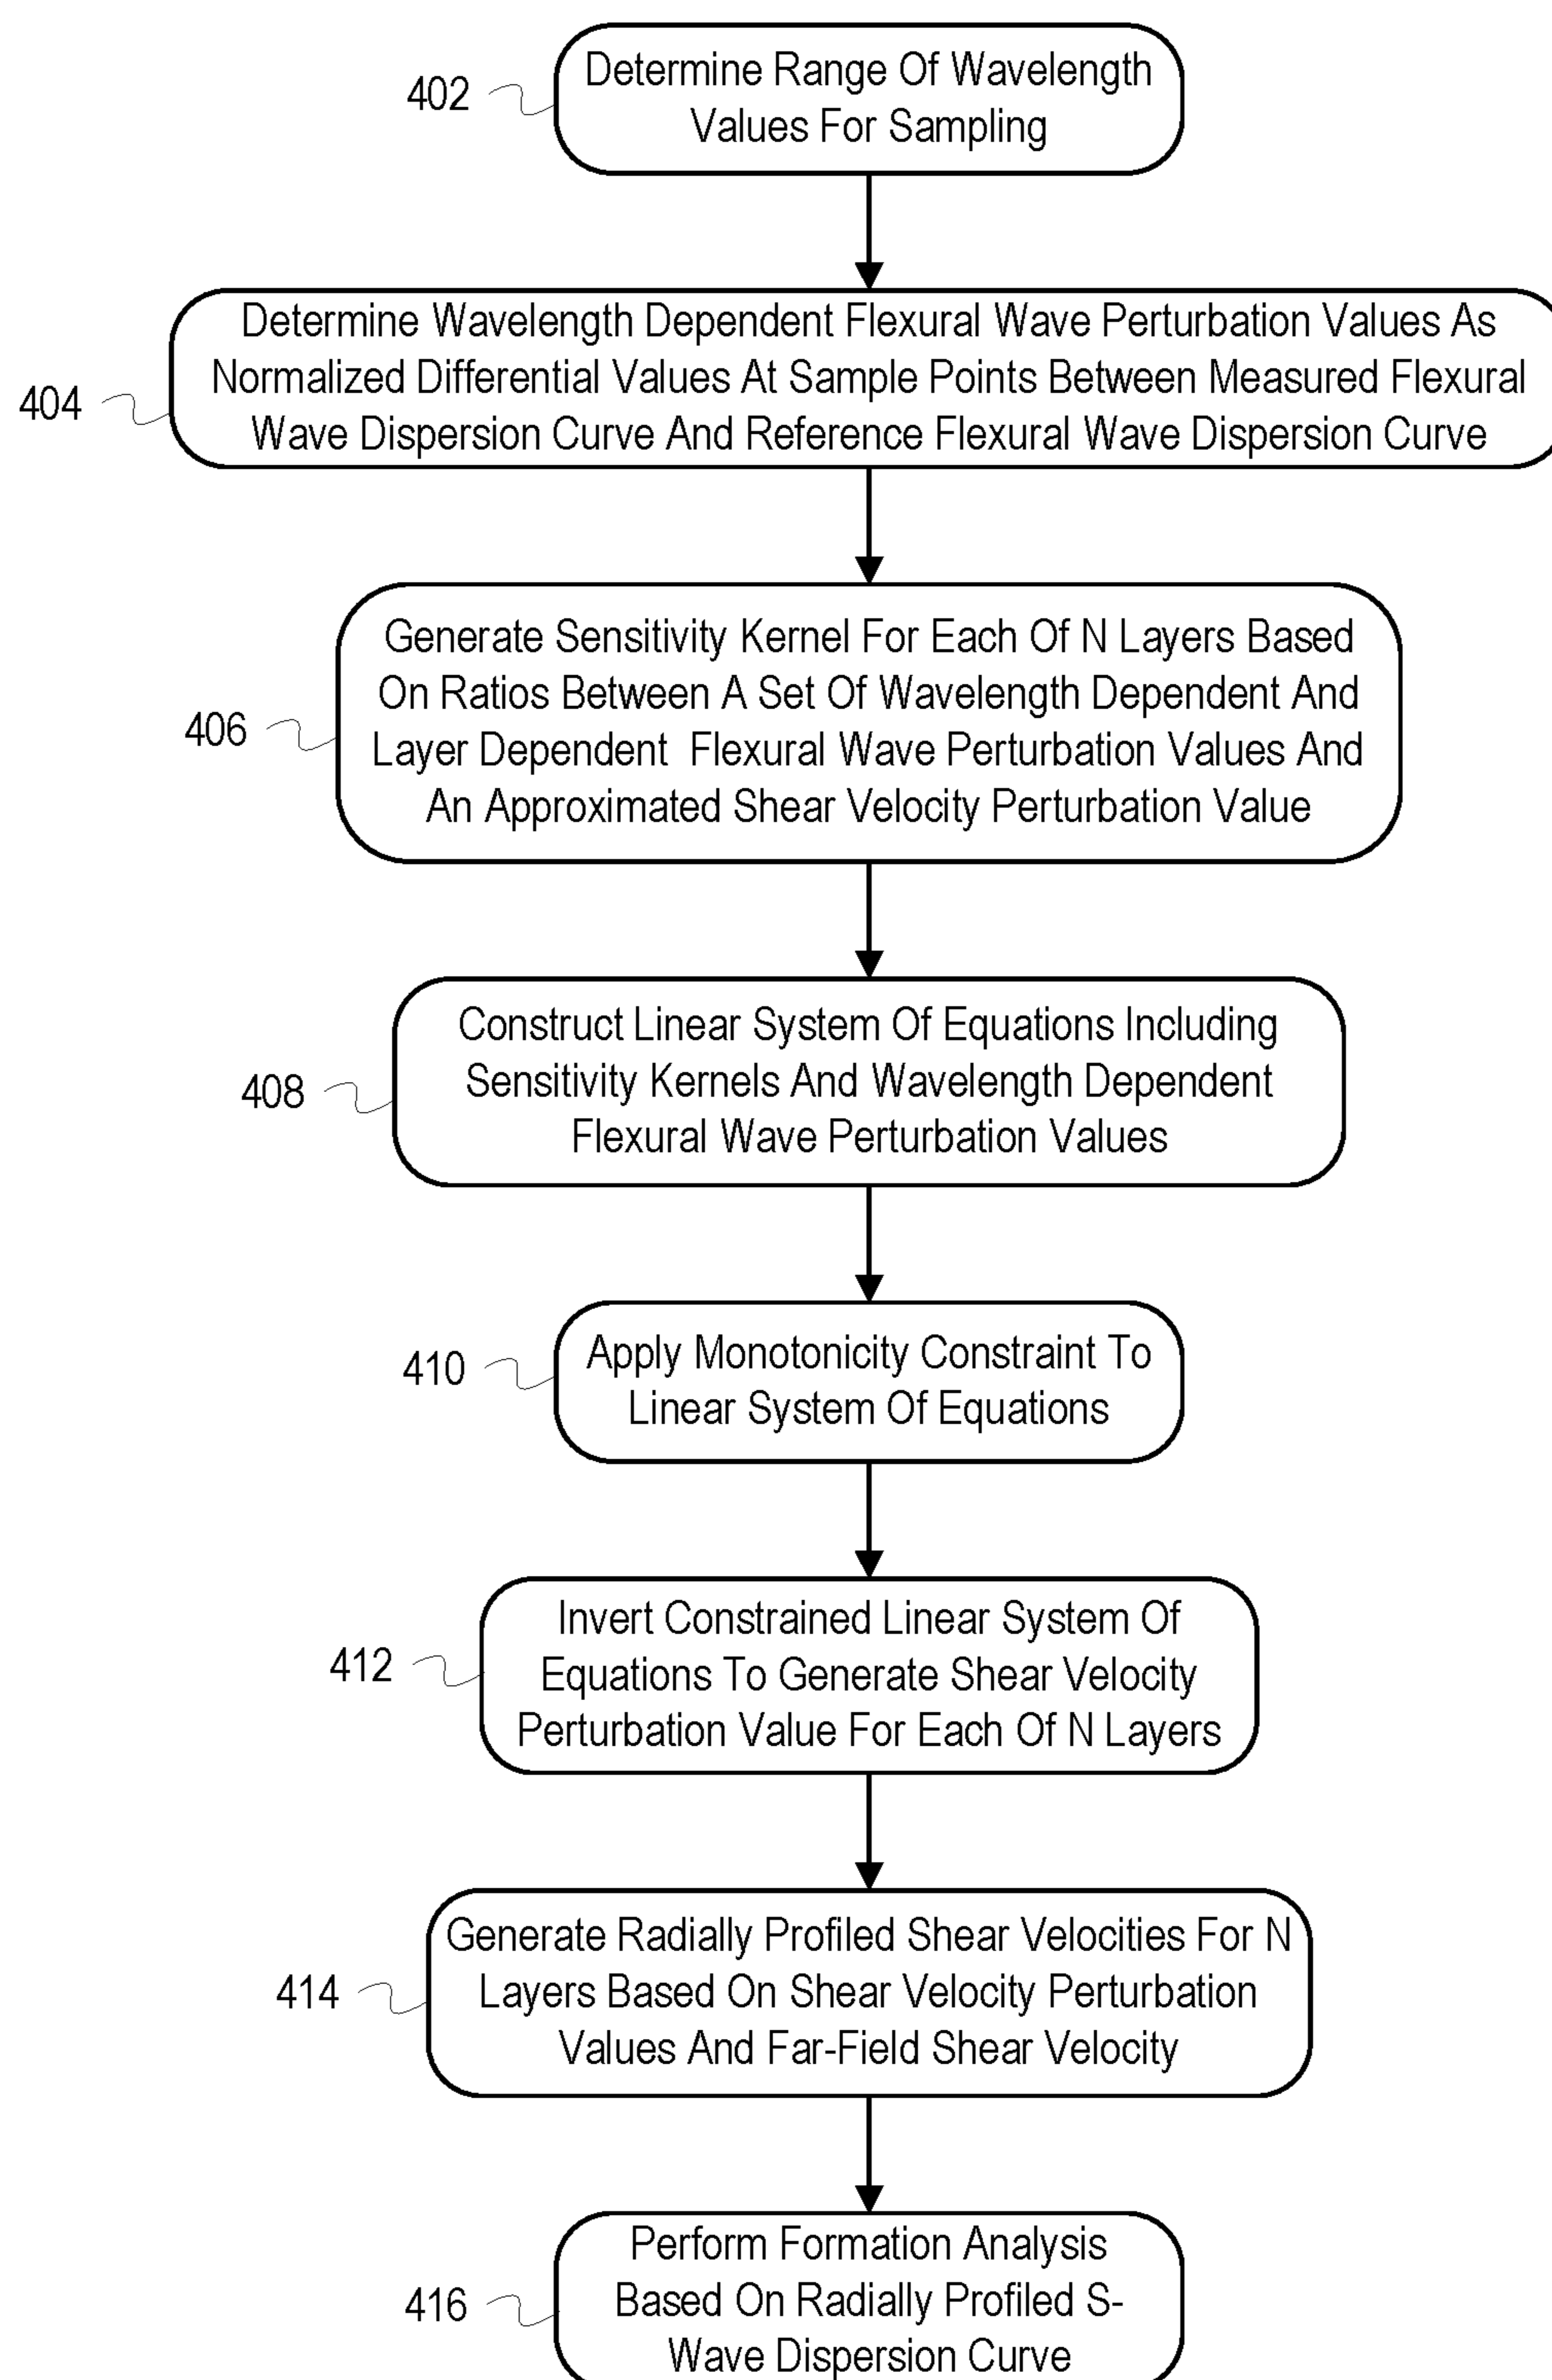 402
Determine Range Of Wavelength
Values For Sampling
404
Determine Wavelength Dependent Flexural Wave Perturbation Values As
Normalized Differential Values At Sample Points Between Measured Flexural
Wave Dispersion Curve And Reference Flexural Wave Dispersion Curve
406
Generate Sensitivity Kernel For Each Of N Layers Based
On Ratios Between A Set Of Wavelength Dependent And
Layer Dependent Flexural Wave Perturbation Values And
An Approximated Shear Velocity Perturbation Value
408
Construct Linear System Of Equations Including
Sensitivity Kernels And Wavelength Dependent
Flexural Wave Perturbation Values
410
Apply Monotonicity Constraint To
Linear System Of Equations
412
Invert Constrained Linear System Of
Equations To Generate Shear Velocity
Perturbation Value For Each Of N Layers
414
Generate Radially Profiled Shear Velocities For N
Layers Based On Shear Velocity Perturbation
Values And Far-Field Shear Velocity
416
Perform Formation Analysis
Based On Radially Profiled S-
Wave Dispersion Curve